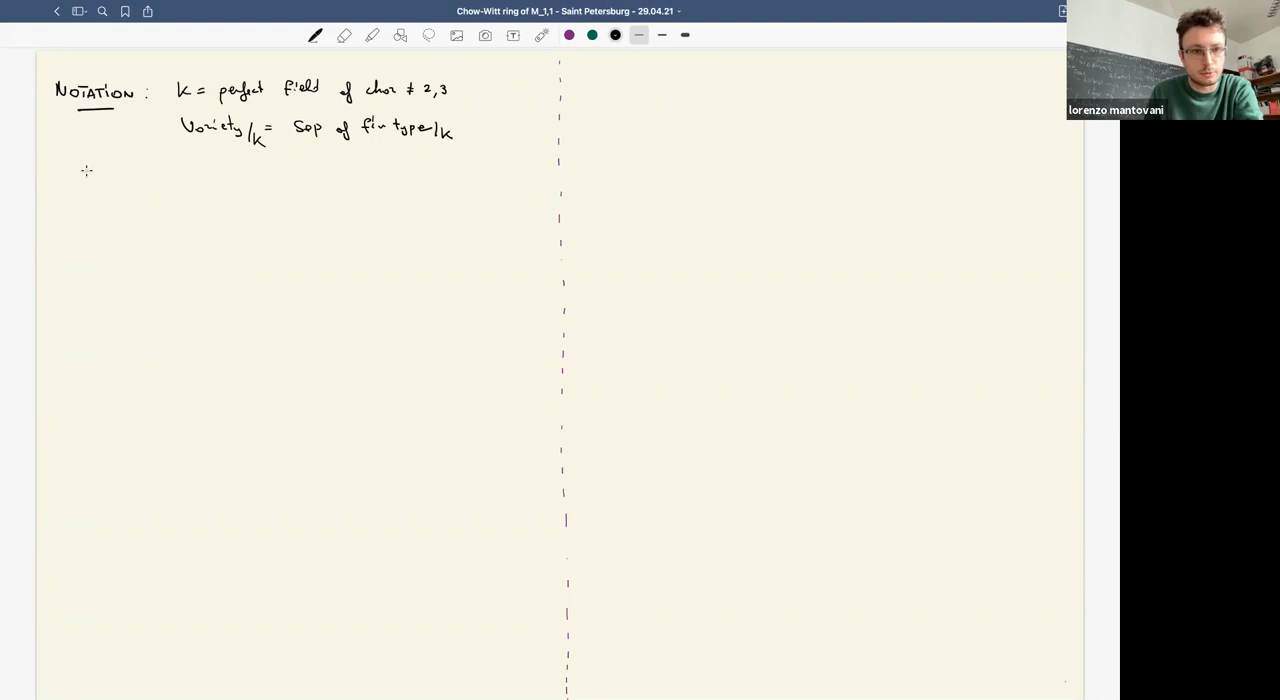 Chow-Witt ring of M_1,1 - Saint Petersburg - 29.04.21
NOTATION : k = perfect field of char ≠ 2,3
Variety/k = sep of fin type/k
lorenzo mantovani